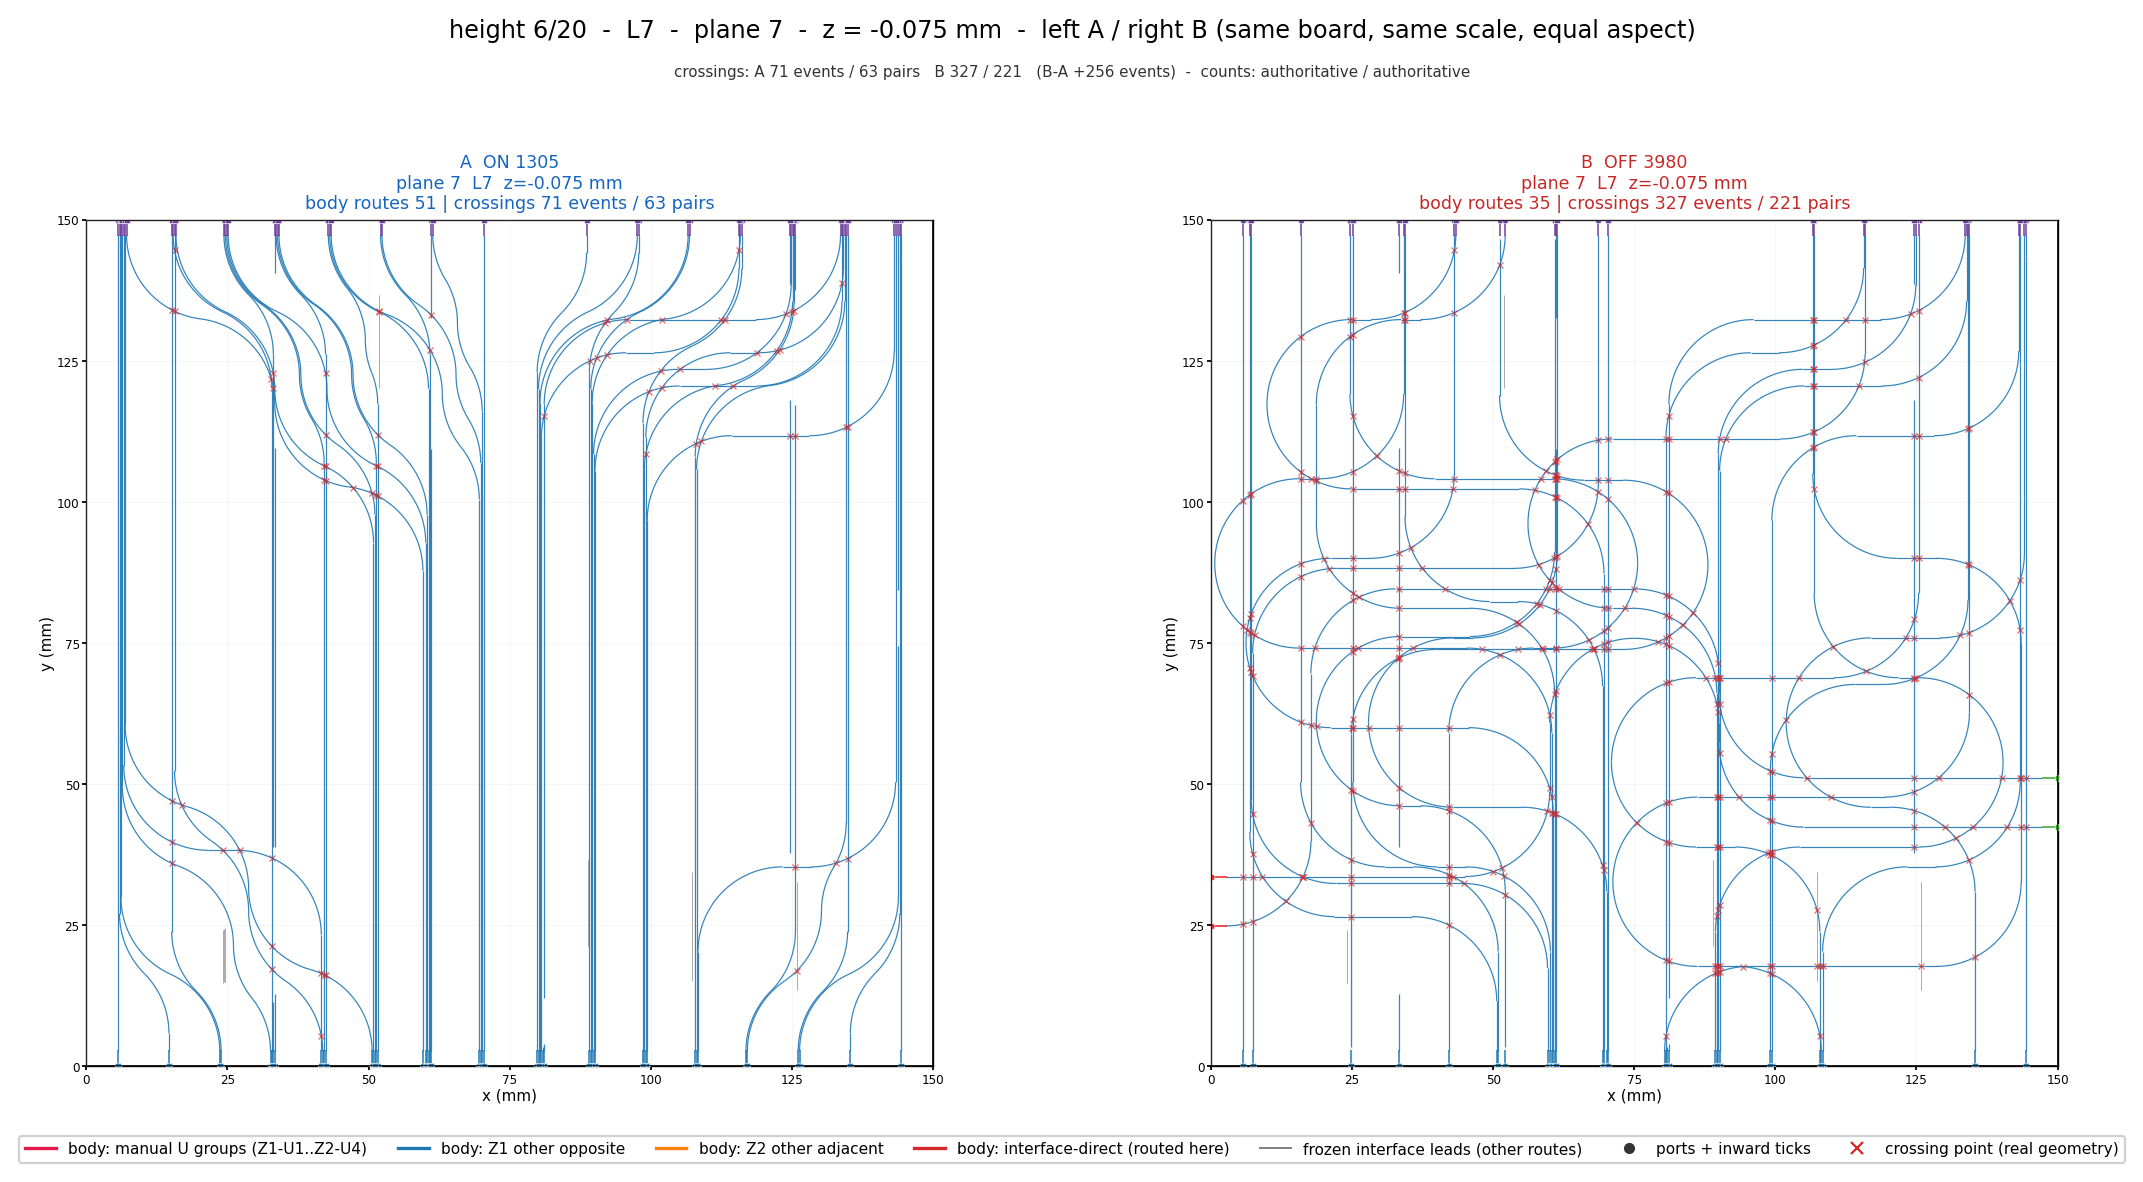 height 6/20 - L7 - plane 7 - z = -0.075 mm - left A / right B (same board, same scale, equal aspect)
crossings: A 71 events / 63 pairs B 327 / 221 (B-A +256 events) - counts: authoritative / authoritative
A ON 1305
plane 7 L7 z=-0.075 mm
body routes 51 | crossings 71 events / 63 pairs
150
125
100
75
50
25
0
y (mm)
0 25 50 75 100 125 150
x (mm)
B OFF 3980
plane 7 L7 z=-0.075 mm
body routes 35 | crossings 327 events / 221 pairs
150
125
100
75
50
25
0
y (mm)
0 25 50 75 100 125 150
x (mm)
body: manual U groups (Z1-U1..Z2-U4)
body: Z1 other opposite
body: Z2 other adjacent
body: interface-direct (routed here)
frozen interface leads (other routes)
ports + inward ticks
crossing point (real geometry)